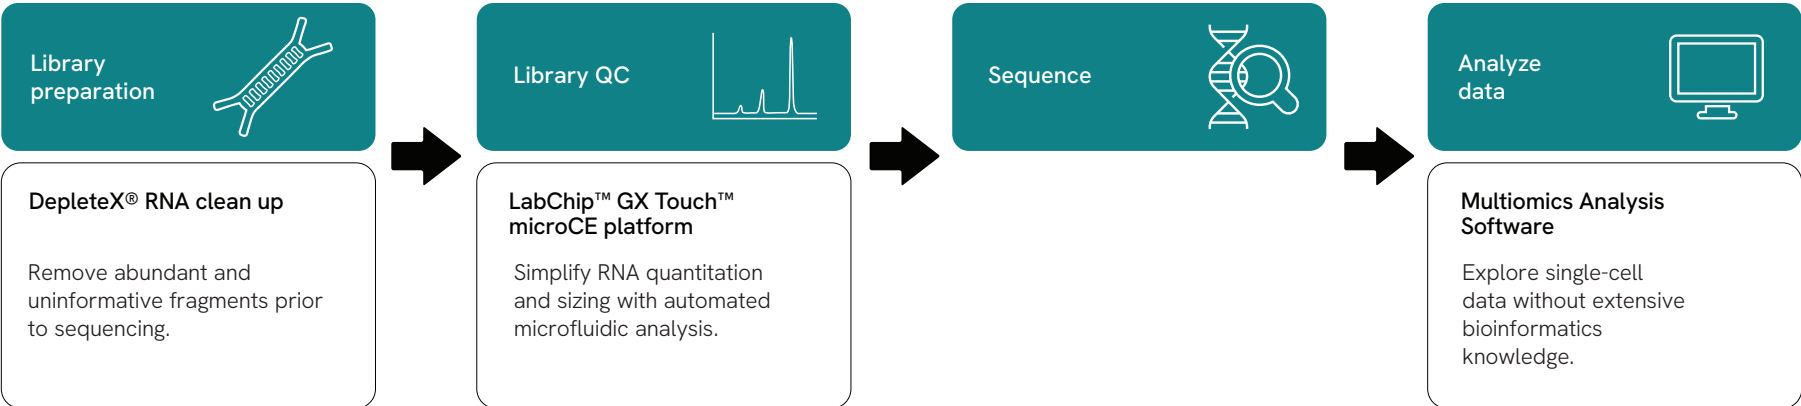 Library
preparation
Library QC
Sequence
Analyze
data
DepleteX® RNA clean up
Remove abundant and
uninformative fragments prior
to sequencing.
LabChip™ GX Touch™
microCE platform
Simplify RNA quantitation
and sizing with automated
microfluidic analysis.
Multiomics Analysis
Software
Explore single-cell
data without extensive
bioinformatics
knowledge.